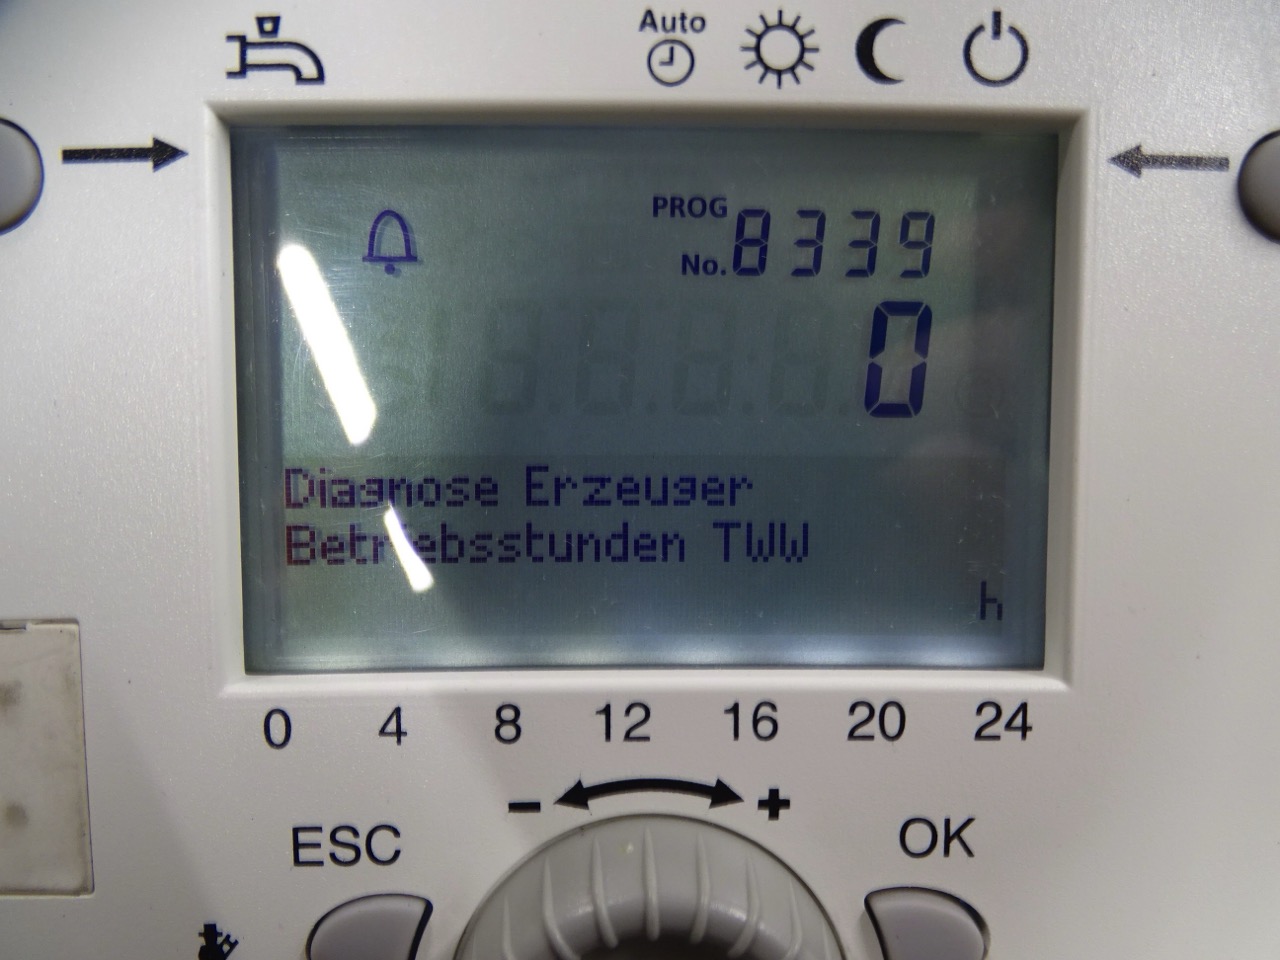 Auto
PROG
No. 8339
0
Diagnose Erzeuger
Betriebsstunden TWW
h
0 4 8 12 16 20 24
- +
ESC OK